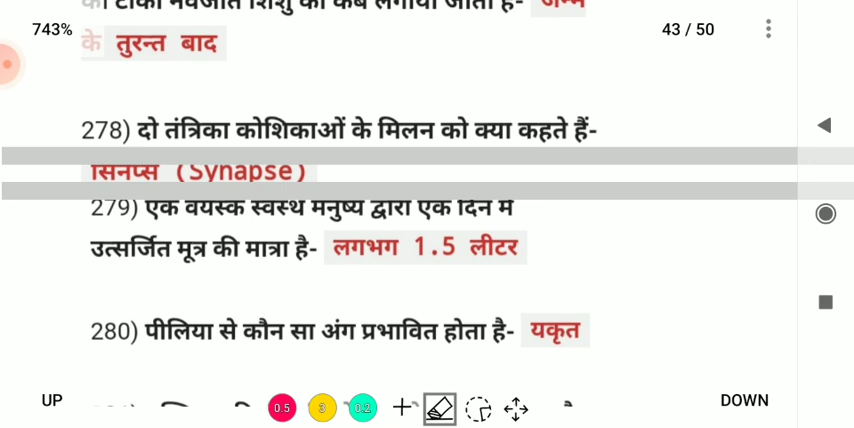 743%
43 / 50
के तुरन्त बाद
278) दो तंत्रिका कोशिकाओं के मिलन को क्या कहते हैं-
सिनप्स (Synapse)
279) एक वयस्क स्वस्थ मनुष्य द्वारा एक दिन में
उत्सर्जित मूत्र की मात्रा है- लगभग 1.5 लीटर
280) पीलिया से कौन सा अंग प्रभावित होता है- यकृत
UP
0.5
3
0.2
DOWN